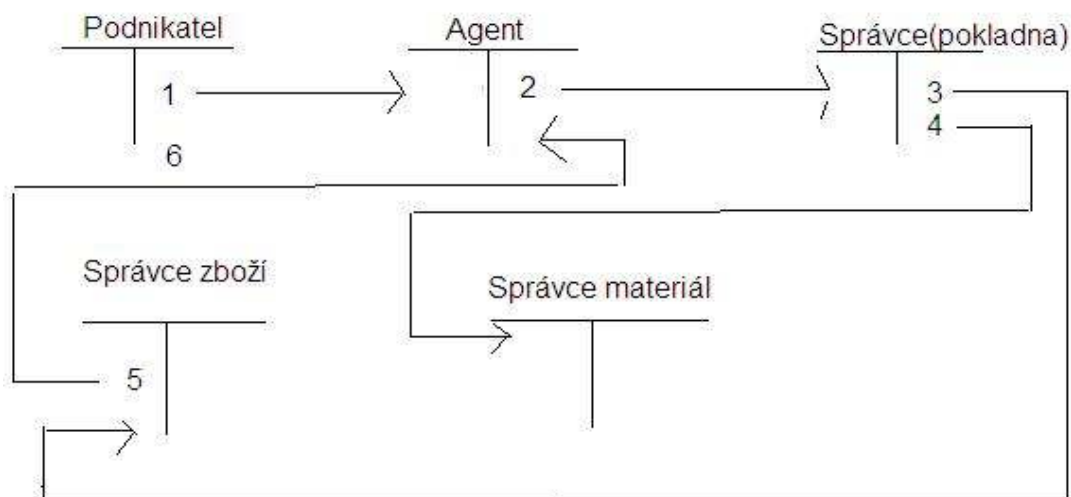 Podnikatel
Agent
Správce(pokladna)
1
2
3
4
6
Správce zboží
Správce materiál
5